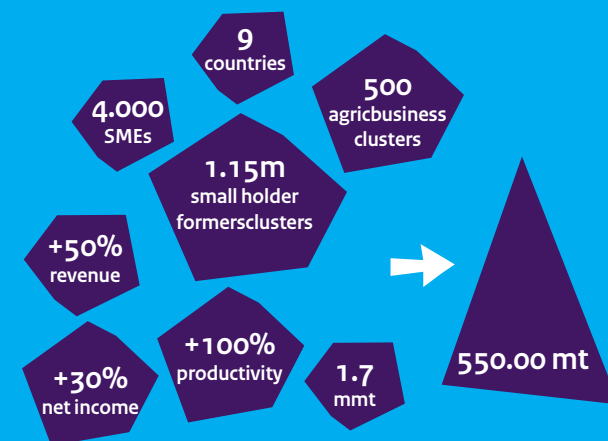 9
countries
4.000
SMEs
500
agricbusiness
clusters
1.15m
small holder
formersclusters
+50%
revenue
+100%
productivity
+30%
net income
1.7
mmt
550.00 mt